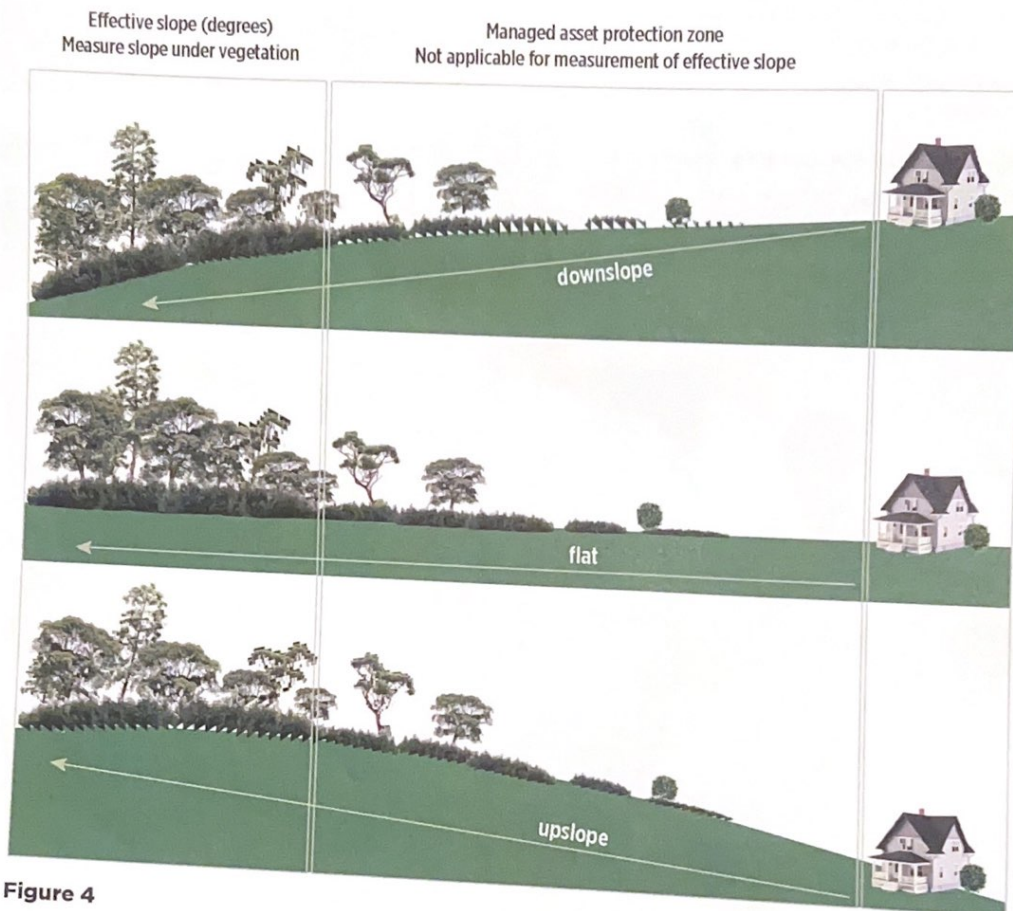 Effective slope (degrees)
Measure slope under vegetation
Managed asset protection zone
Not applicable for measurement of effective slope
downslope
flat
upslope
Figure 4